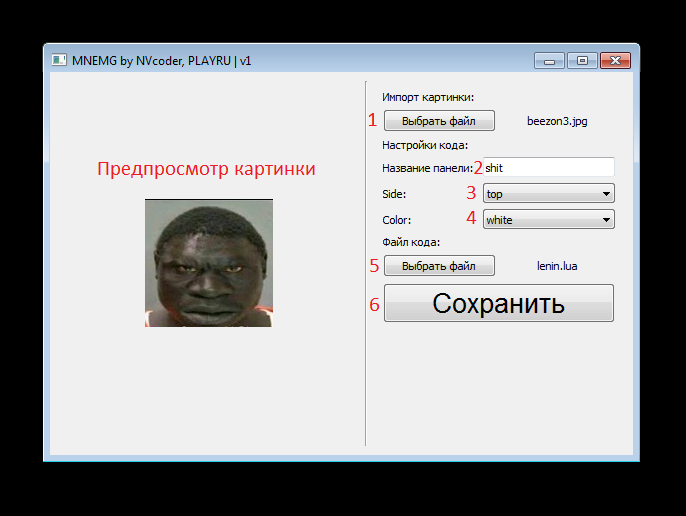 MNEMG by NVcoder, PLAYRU | v1
Предпросмотр картинки
Импорт картинки:
1 Выбрать файл beezon3.jpg
Настройки кода:
Название панели: 2 shit
Side: 3 top
Color: 4 white
Файл кода:
5 Выбрать файл lenin.lua
6 Сохранить